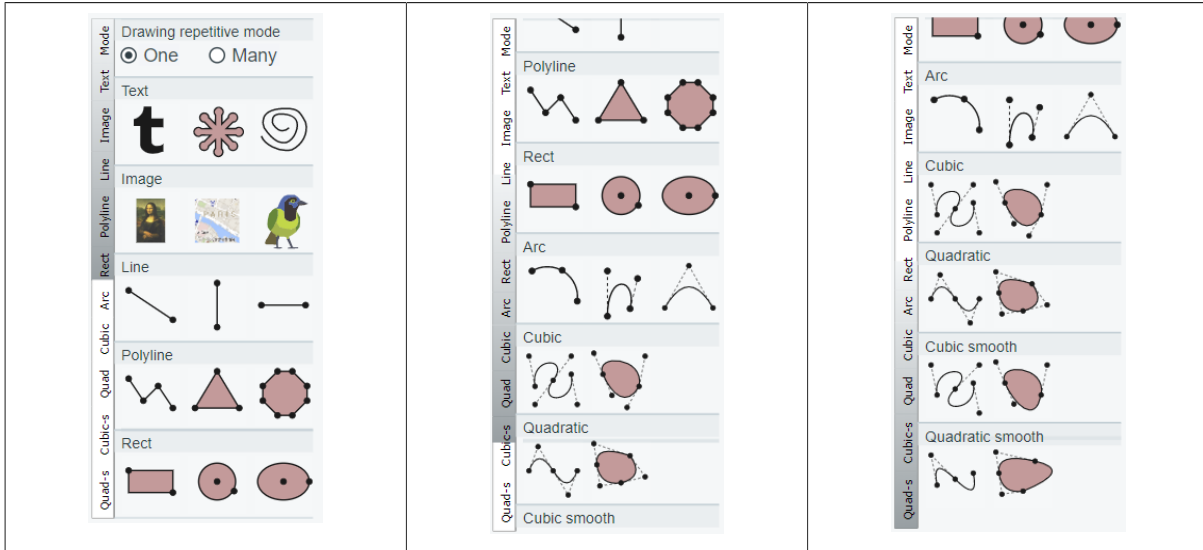 Mode
Text
Image
Line
Polyline
Rect
Arc
Cubic
Quad
Cubic-s
Quad-s
Drawing repetitive mode
One Many
Text
t
Image
PARIS
Line
Polyline
Rect
Mode
Text
Image
Line
Polyline
Rect
Arc
Cubic
Quad
Cubic-s
Quad-s
Polyline
Rect
Arc
Cubic
Quadratic
Cubic smooth
Mode
Text
Image
Line
Polyline
Rect
Arc
Cubic
Quad
Cubic-s
Quad-s
Arc
Cubic
Quadratic
Cubic smooth
Quadratic smooth